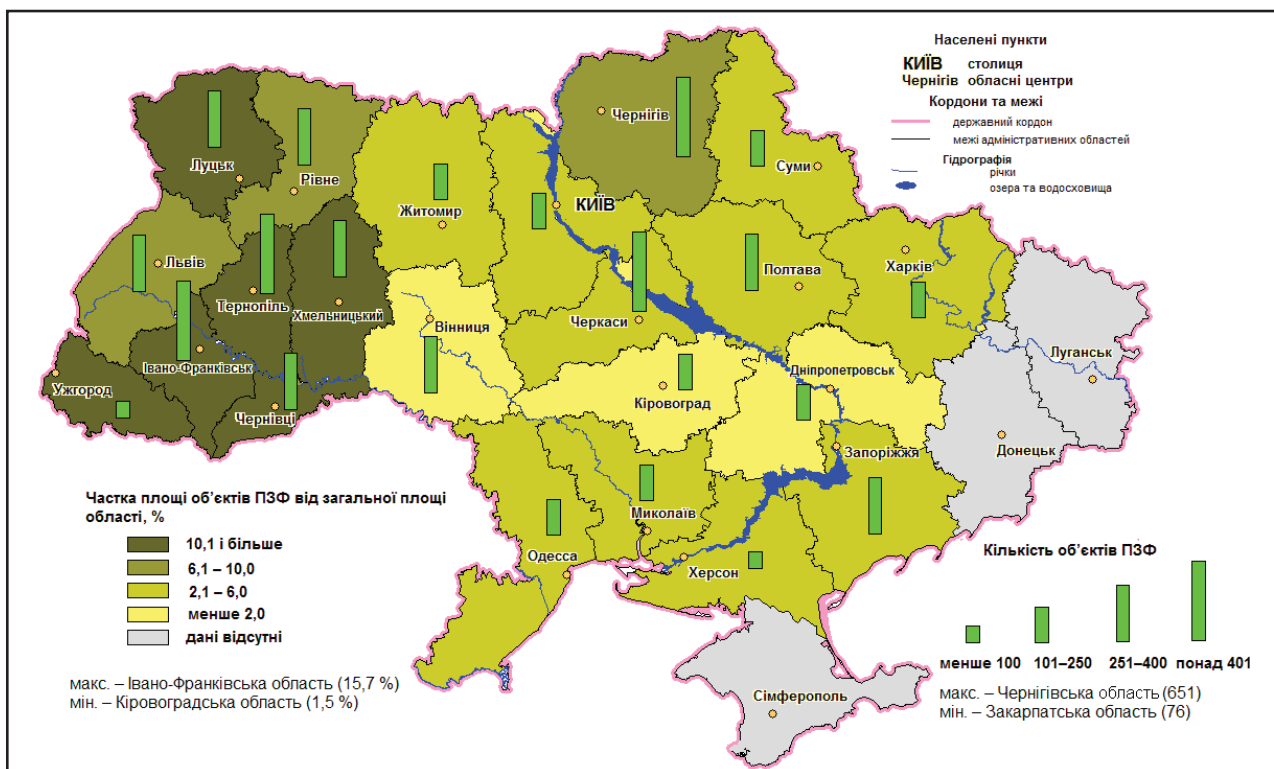 Населені пункти
КИЇВ столиця
Чернігів обласні центри
Кордони та межі
державний кордон
межі адміністративних областей
Гідрографія
річки
озера та водосховища
Чернігів
Луцьк
Рівне
Суми
Житомир
КИЇВ
Львів
Полтава
Харків
Тернопіль
Хмельницький
Вінниця
Черкаси
Івано-Франківськ
Луганськ
Ужгород
Дніпропетровськ
Кіровоград
Чернівці
Запоріжжя
Донецьк
Миколаїв
Одесса
Херсон
Сімферополь
Частка площі об’єктів ПЗФ від загальної площі
області, %
10,1 і більше
6,1 – 10,0
2,1 – 6,0
менше 2,0
дані відсутні
макс. – Івано-Франківська область (15,7 %)
мін. – Кіровоградська область (1,5 %)
Кількість об’єктів ПЗФ
менше 100 101–250 251–400 понад 401
макс. – Чернігівська область (651)
мін. – Закарпатська область (76)